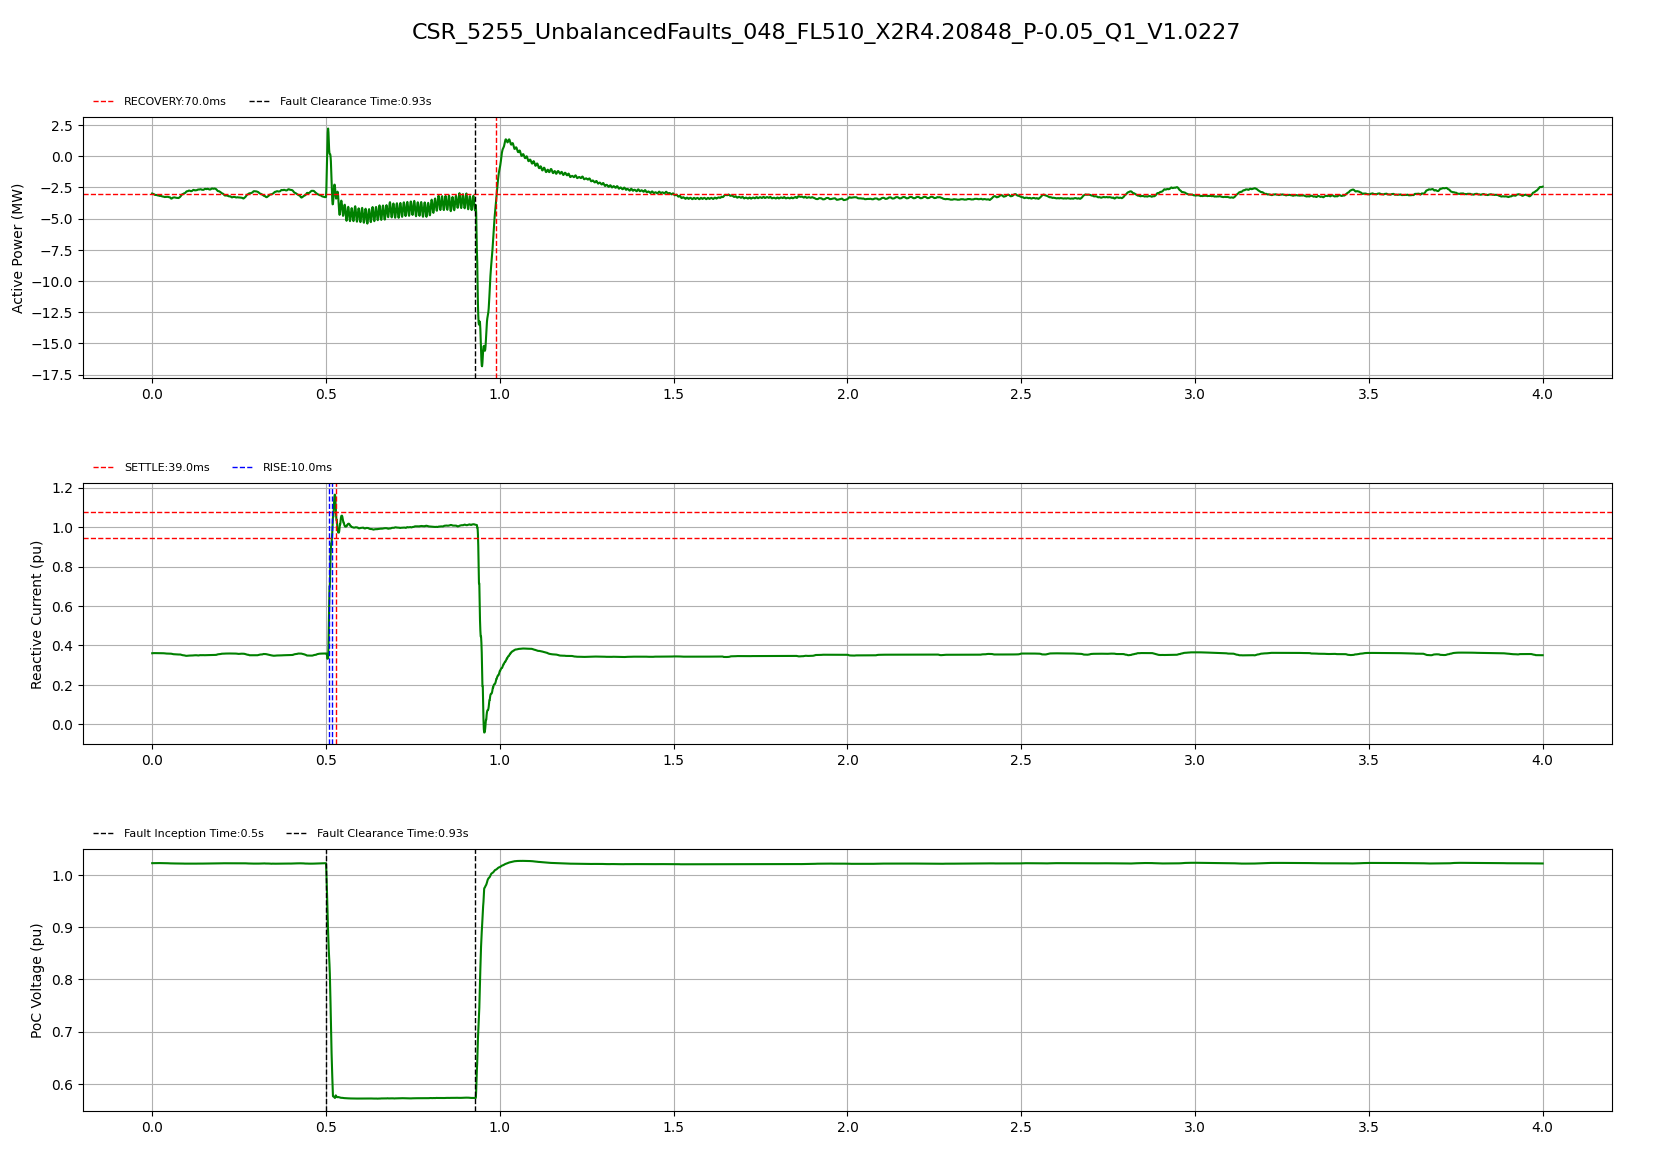 CSR_5255_UnbalancedFaults_048_FL510_X2R4.20848_P-0.05_Q1_V1.0227
RECOVERY:70.0ms Fault Clearance Time:0.93s
Active Power (MW)
2.5
0.0
−2.5
−5.0
−7.5
−10.0
−12.5
−15.0
−17.5
0.0 0.5 1.0 1.5 2.0 2.5 3.0 3.5 4.0
SETTLE:39.0ms RISE:10.0ms
Reactive Current (pu)
1.2
1.0
0.8
0.6
0.4
0.2
0.0
0.0 0.5 1.0 1.5 2.0 2.5 3.0 3.5 4.0
Fault Inception Time:0.5s Fault Clearance Time:0.93s
PoC Voltage (pu)
1.0
0.9
0.8
0.7
0.6
0.0 0.5 1.0 1.5 2.0 2.5 3.0 3.5 4.0